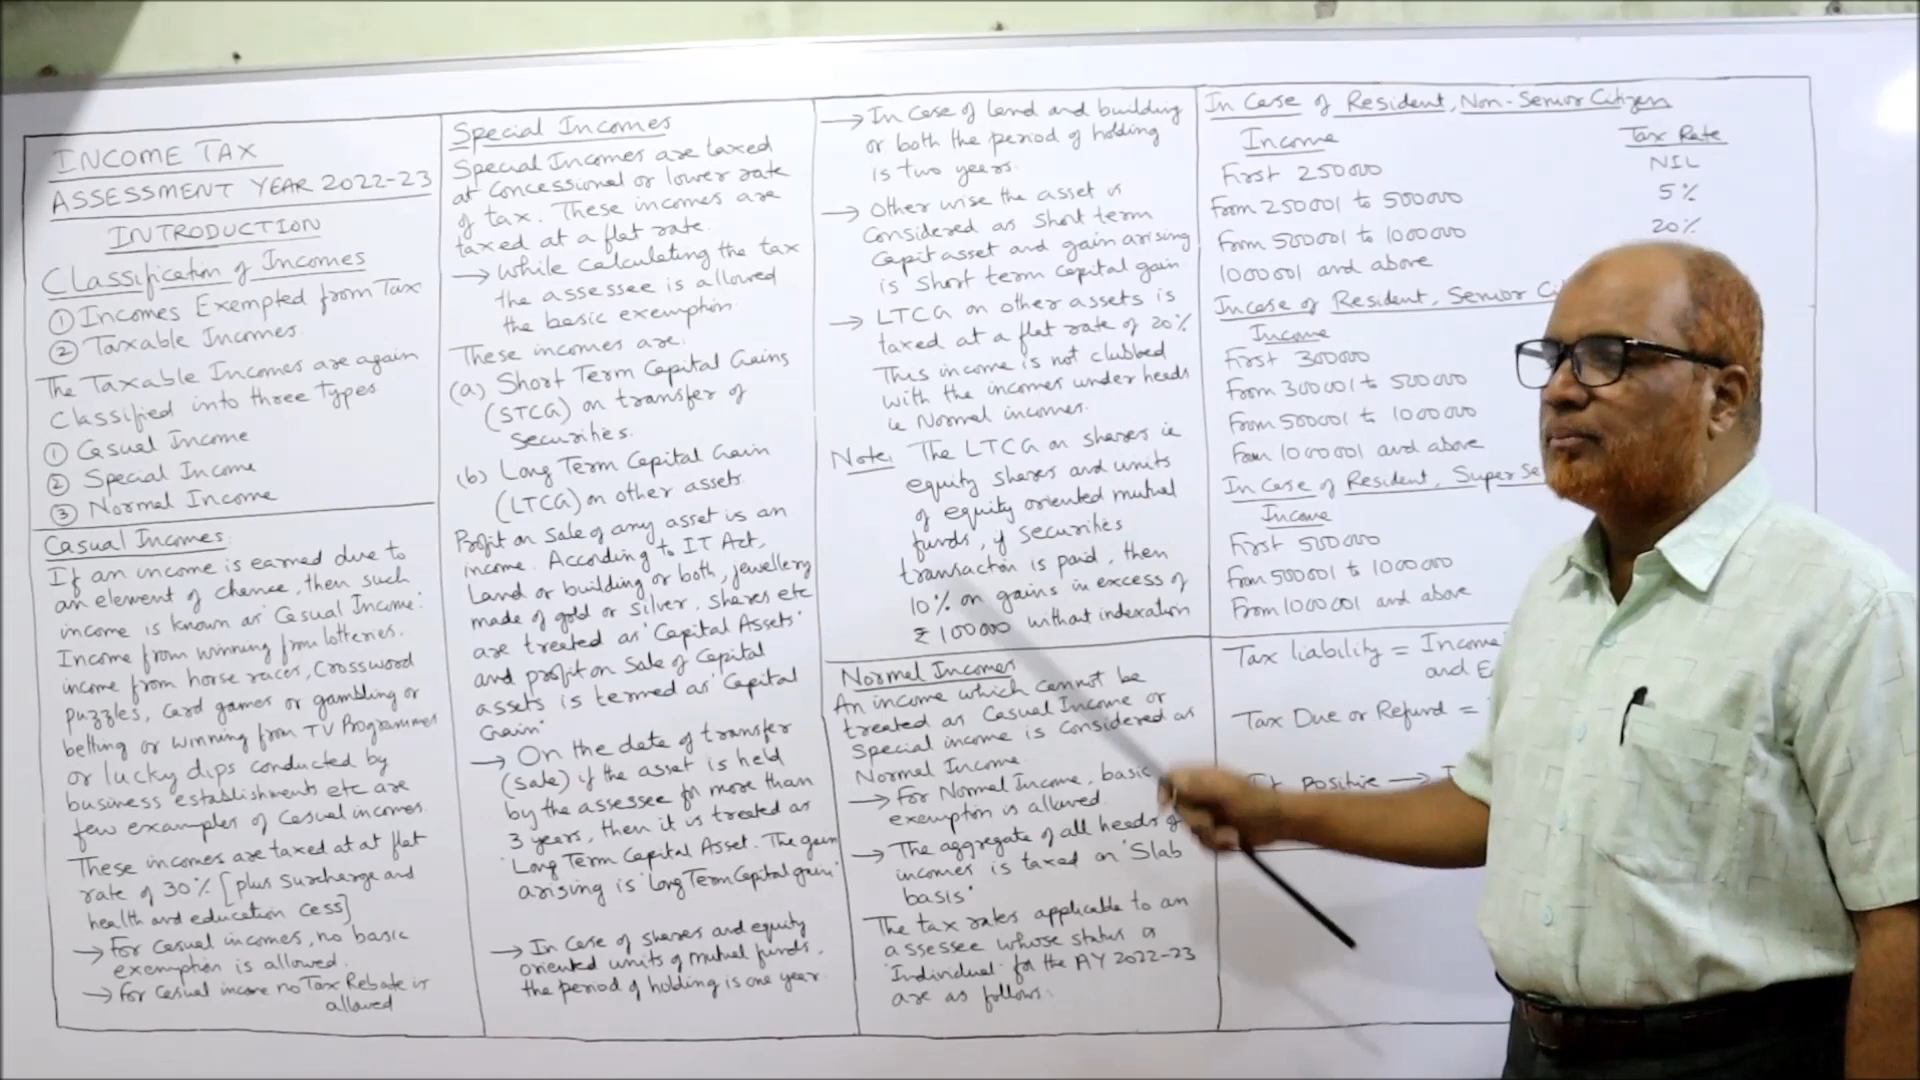 INCOME TAX
ASSESSMENT YEAR 2022-23
INTRODUCTION
Classification of Incomes
① Incomes Exempted from Tax
② Taxable Incomes.
The Taxable Incomes are again
Classified into three Types
① Casual Income
② Special Income
③ Normal Income
Casual Incomes:
If an income is earned due to
an element of chance, then such
income is known as 'Casual Income'.
Income from winning from lotteries,
income from horse races, Crossword
puzzles, Card games or gambling or
betting or winning from TV Programmes
or lucky dips conducted by
business establishments etc are
few examples of Casual incomes.
These incomes are taxed at at flat
rate of 30% [plus Surcharge and
health and education cess]
→ For Casual incomes, no basic
exemption is allowed.
→ For Casual income no Tax Rebate is
allowed
Special Incomes
Special Incomes are taxed
at Concessional or lower rate
of tax. These incomes are
taxed at a flat rate.
→ While calculating the tax
the assessee is allowed
the basic exemption
These incomes are:
(a) Short Term Capital Gains
(STCG) on transfer of
Securities.
(b) Long Term Capital Gain
(LTCG) on other assets
Profit on Sale of any asset is an
income. According to IT Act,
Land or building or both, jewellery
made of gold or silver, shares etc
are treated as 'Capital Assets'
and profit on Sale of Capital
assets is termed as 'Capital
Gain'
→ On the date of transfer
(Sale) if the asset is held
by the assessee for more than
3 years, then it is treated as
'Long Term Capital Asset. The gain
arising is 'Long Term Capital gain'
→ In Case of shares and equity
oriented units of mutual funds,
the period of holding is one year.
→ In Case of land and building
or both the period of holding
is two years.
→ Other wise the asset is
Considered as Short term
Capit asset and gain arising
is Short term capital gain
→ LTCG on other assets is
taxed at a flat rate of 20%
This income is not clubbed
with the incomes under heads
ie Normal incomes.
Note: The LTCG on shares ie
equity shares and units
of equity oriented mutual
funds, if securities
transaction is paid, then
10% on gains in excess of
₹ 100000 without indexation
Normal Incomes
An income which cannot be
treated as Casual Income or
Special income is Considered as
Normal Income.
→ For Normal Income, basic
exemption is allowed.
→ The aggregate of all heads of
incomes is taxed on 'Slab
basis'
The tax rates applicable to an
assessee whose status is
'Individual' for the AY 2022-23
are as follows:
In Case of Resident, Non-Senior Citizen
Income Tax Rate
First 250000 NIL
From 250001 to 500000 5%
From 500001 to 1000000 20%
1000001 and above
In case of Resident, Senior
Income
First 300000
From 300001 to 500000
From 500001 to 1000000
From 1000001 and above
In Case of Resident, Super
Income
First 500000
From 500001 to 1000000
From 1000001 and above
Tax liability = Income
and
Tax Due or Refund =
If positive →